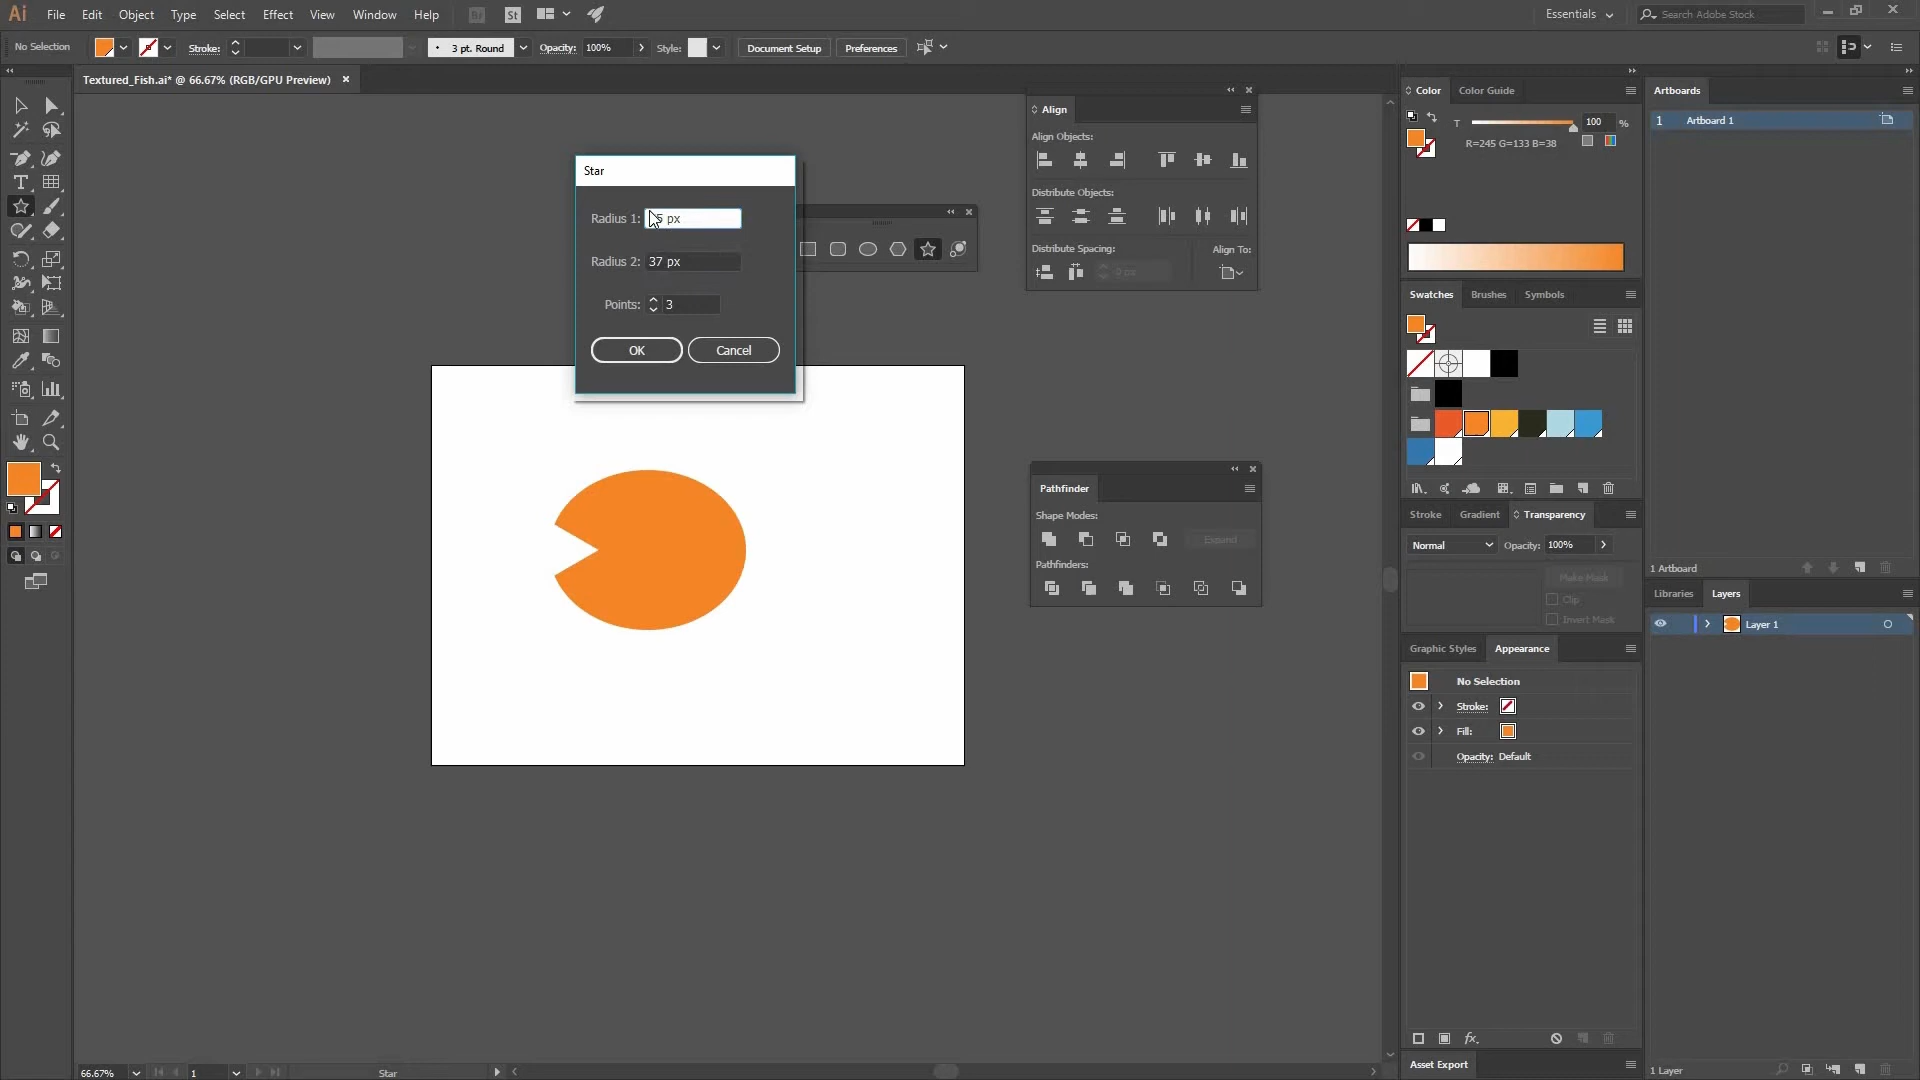 Ai File Edit Object Type Select Effect View Window Help Br St Essentials Search Adobe Stock
No Selection Stroke: 3 pt. Round Opacity: 100% Style: Document Setup Preferences
Textured_Fish.ai* @ 66.67% (RGB/GPU Preview)
Star
Radius 1: px
Radius 2: 37 px
Points: 3
OK Cancel
Align
Align Objects:
Distribute Objects:
Distribute Spacing: Align To:
0 px
Pathfinder
Shape Modes:
Expand
Pathfinders:
Color Color Guide
T 100 %
R=245 G=133 B=38
Swatches Brushes Symbols
Stroke Gradient Transparency
Normal Opacity: 100%
Make Mask
Clip
Invert Mask
Graphic Styles Appearance
No Selection
Stroke:
Fill:
Opacity: Default
fx
Asset Export
Artboards
1 Artboard 1
1 Artboard
Libraries Layers
Layer 1
1 Layer
66.67% 1 Star